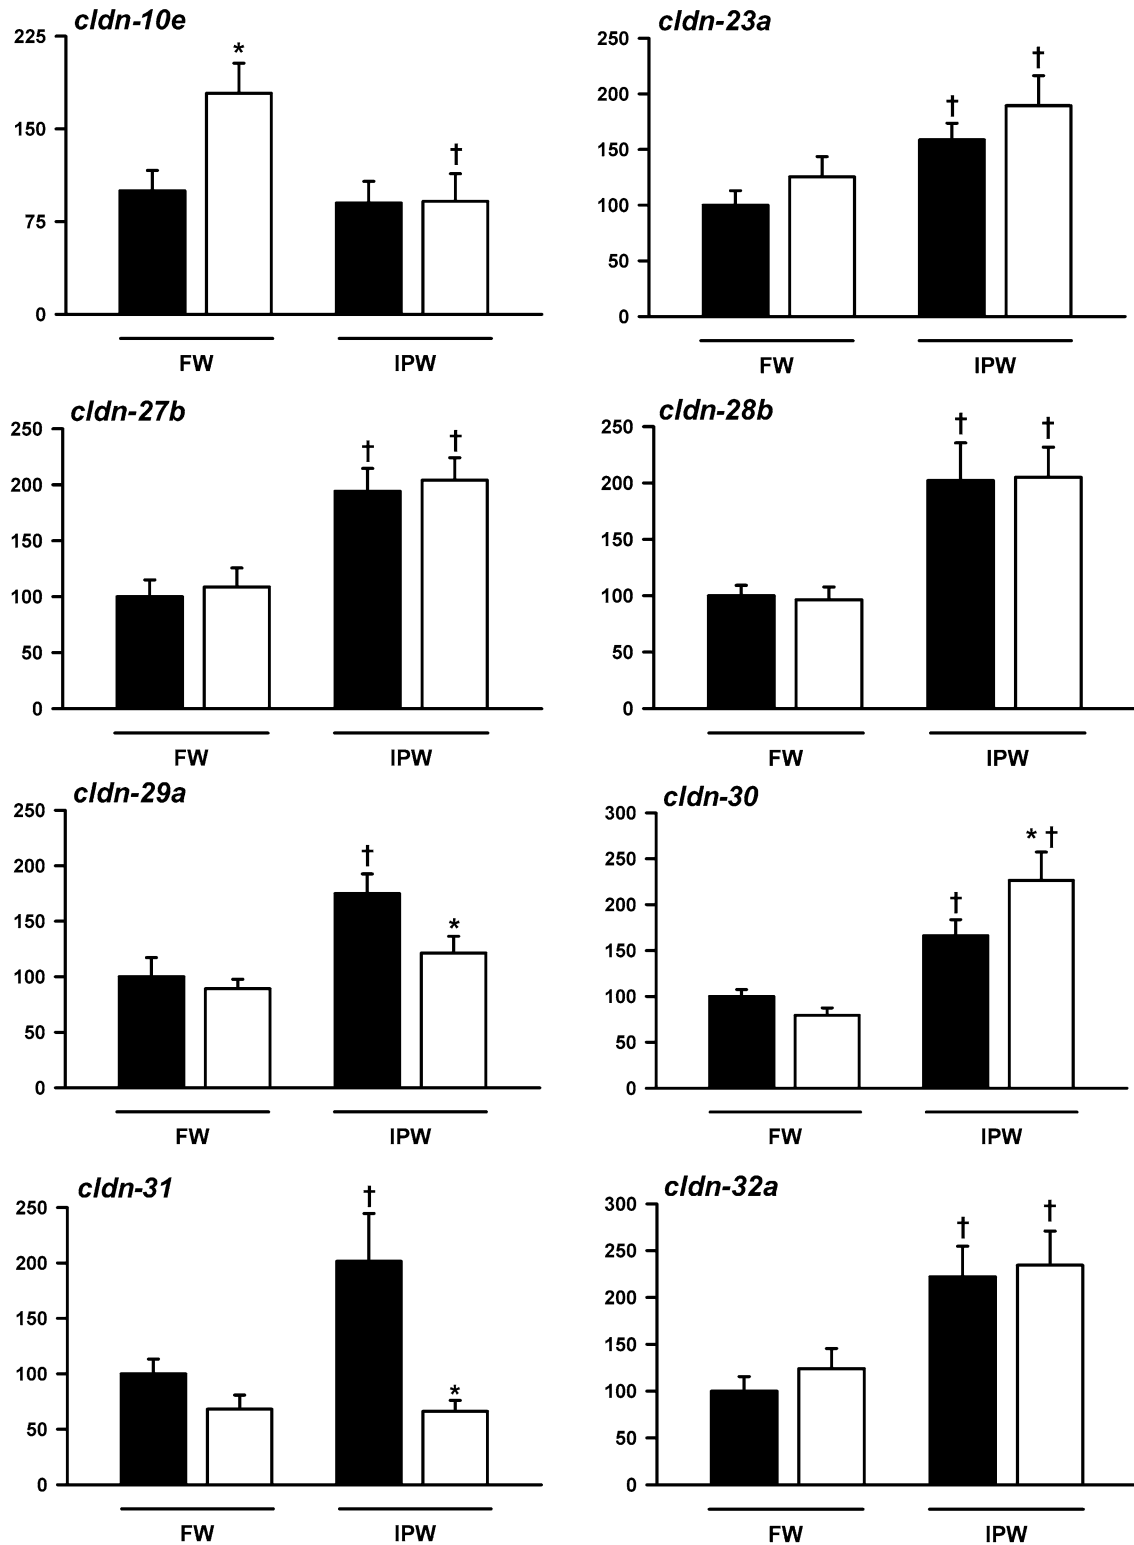 cldn-10e
225
150
75
0
*
†
FW
IPW
cldn-23a
250
200
150
100
50
0
†
†
FW
IPW
cldn-27b
250
200
150
100
50
0
†
†
FW
IPW
cldn-28b
250
200
150
100
50
0
†
†
FW
IPW
cldn-29a
250
200
150
100
50
0
†
*
FW
IPW
cldn-30
300
250
200
150
100
50
0
†
* †
FW
IPW
cldn-31
250
200
150
100
50
0
†
*
FW
IPW
cldn-32a
300
250
200
150
100
50
0
†
†
FW
IPW